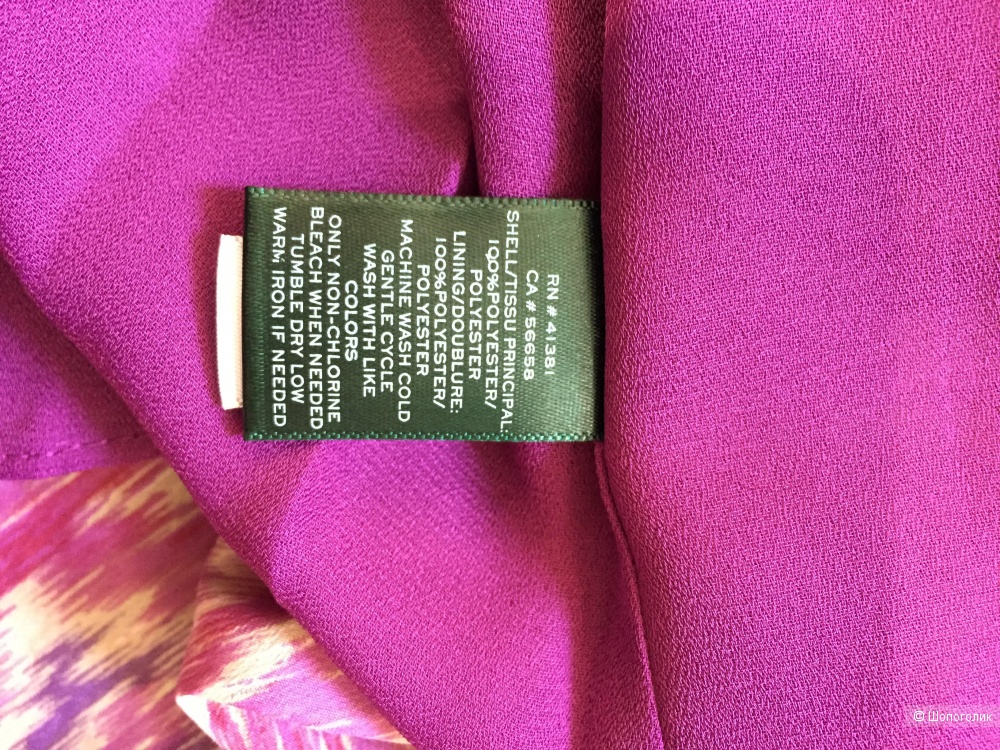 RN # 41381
CA # 56658
SHELL/TISSU PRINCIPAL:
100%POLYESTER/
POLYESTER
LINING/DOUBLURE:
100%POLYESTER/
POLYESTER
MACHINE WASH COLD
GENTLE CYCLE
WASH WITH LIKE
COLORS
ONLY NON-CHLORINE
BLEACH WHEN NEEDED
TUMBLE DRY LOW
WARM IRON IF NEEDED
© Шопоголик